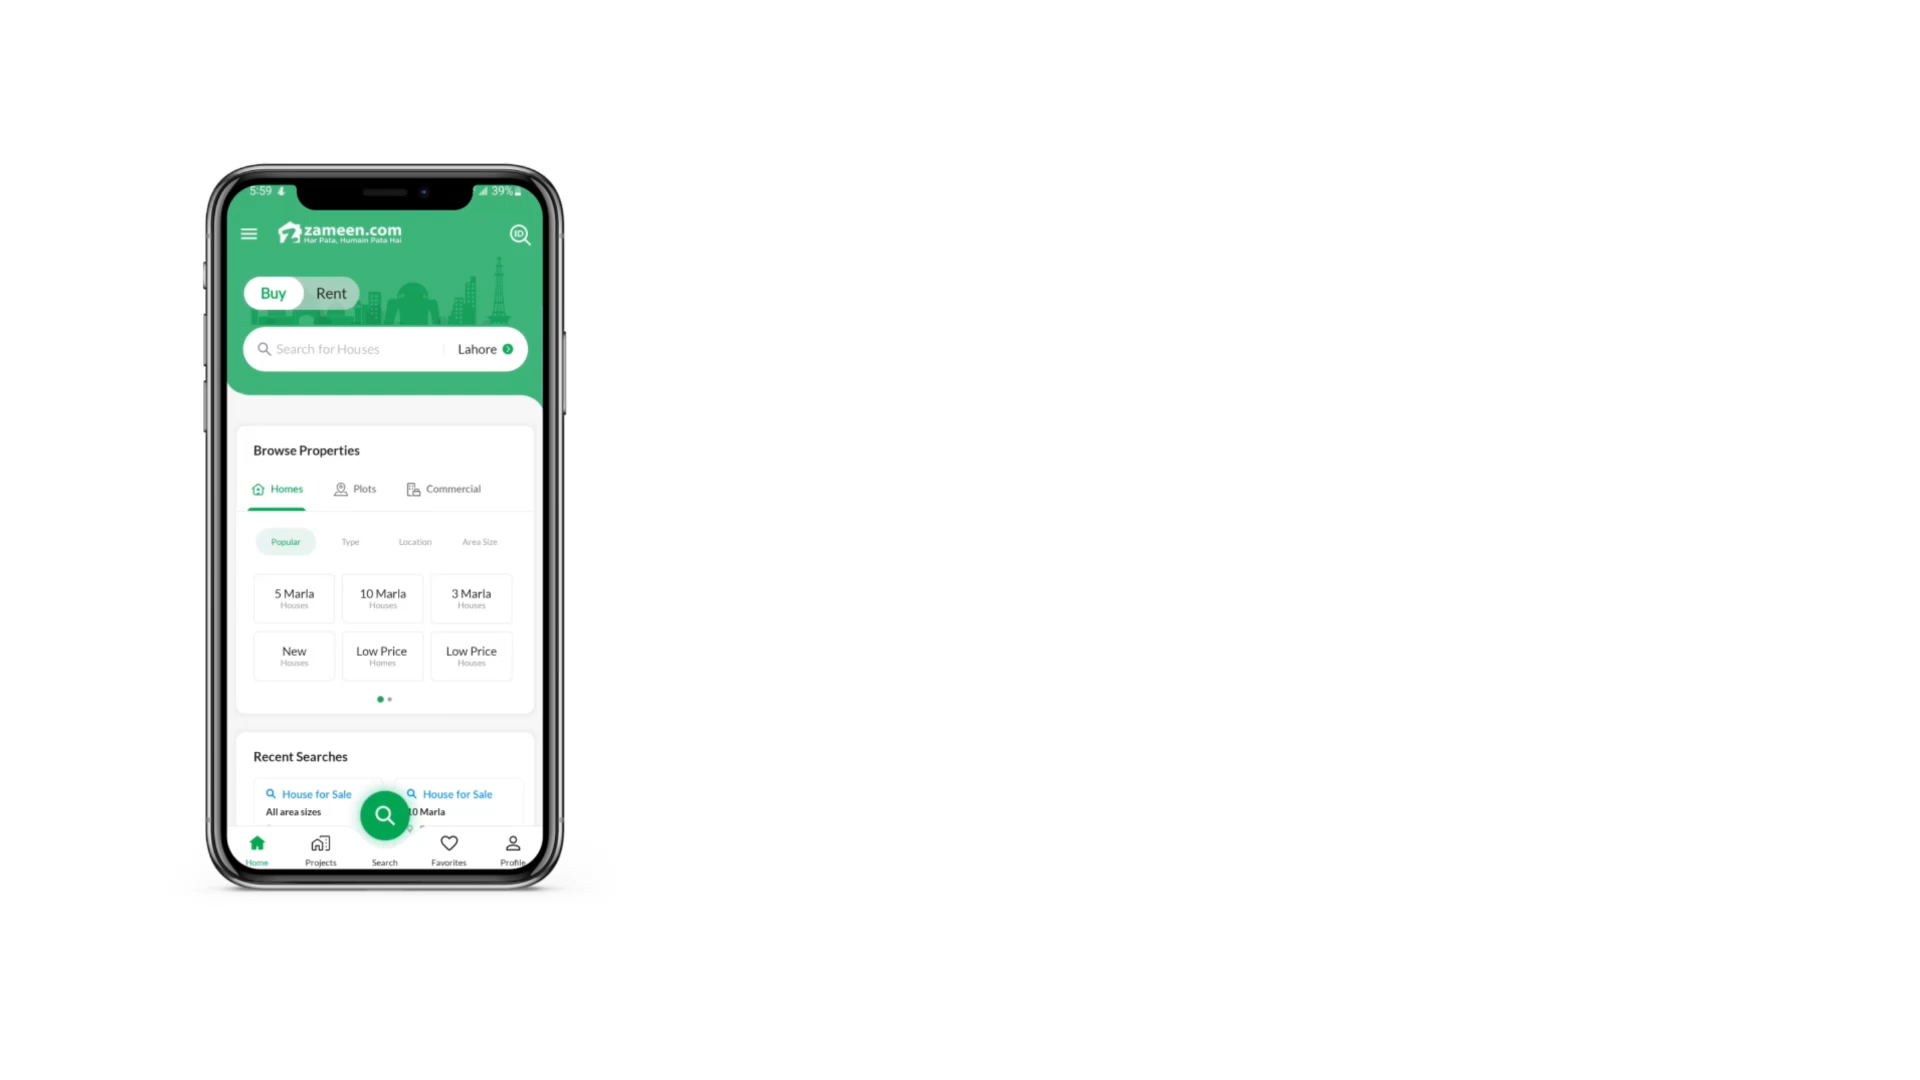 5:59 39%
zameen.com
Har Pata, Humain Pata Hai
ID
Buy Rent
Search for Houses Lahore
Browse Properties
Homes Plots Commercial
Popular Type Location Area Size
5 Marla 10 Marla 3 Marla
Houses Houses Houses
New Low Price Low Price
Houses Homes Houses
Recent Searches
House for Sale House for Sale
All area sizes 10 Marla
Home Projects Search Favorites Profile